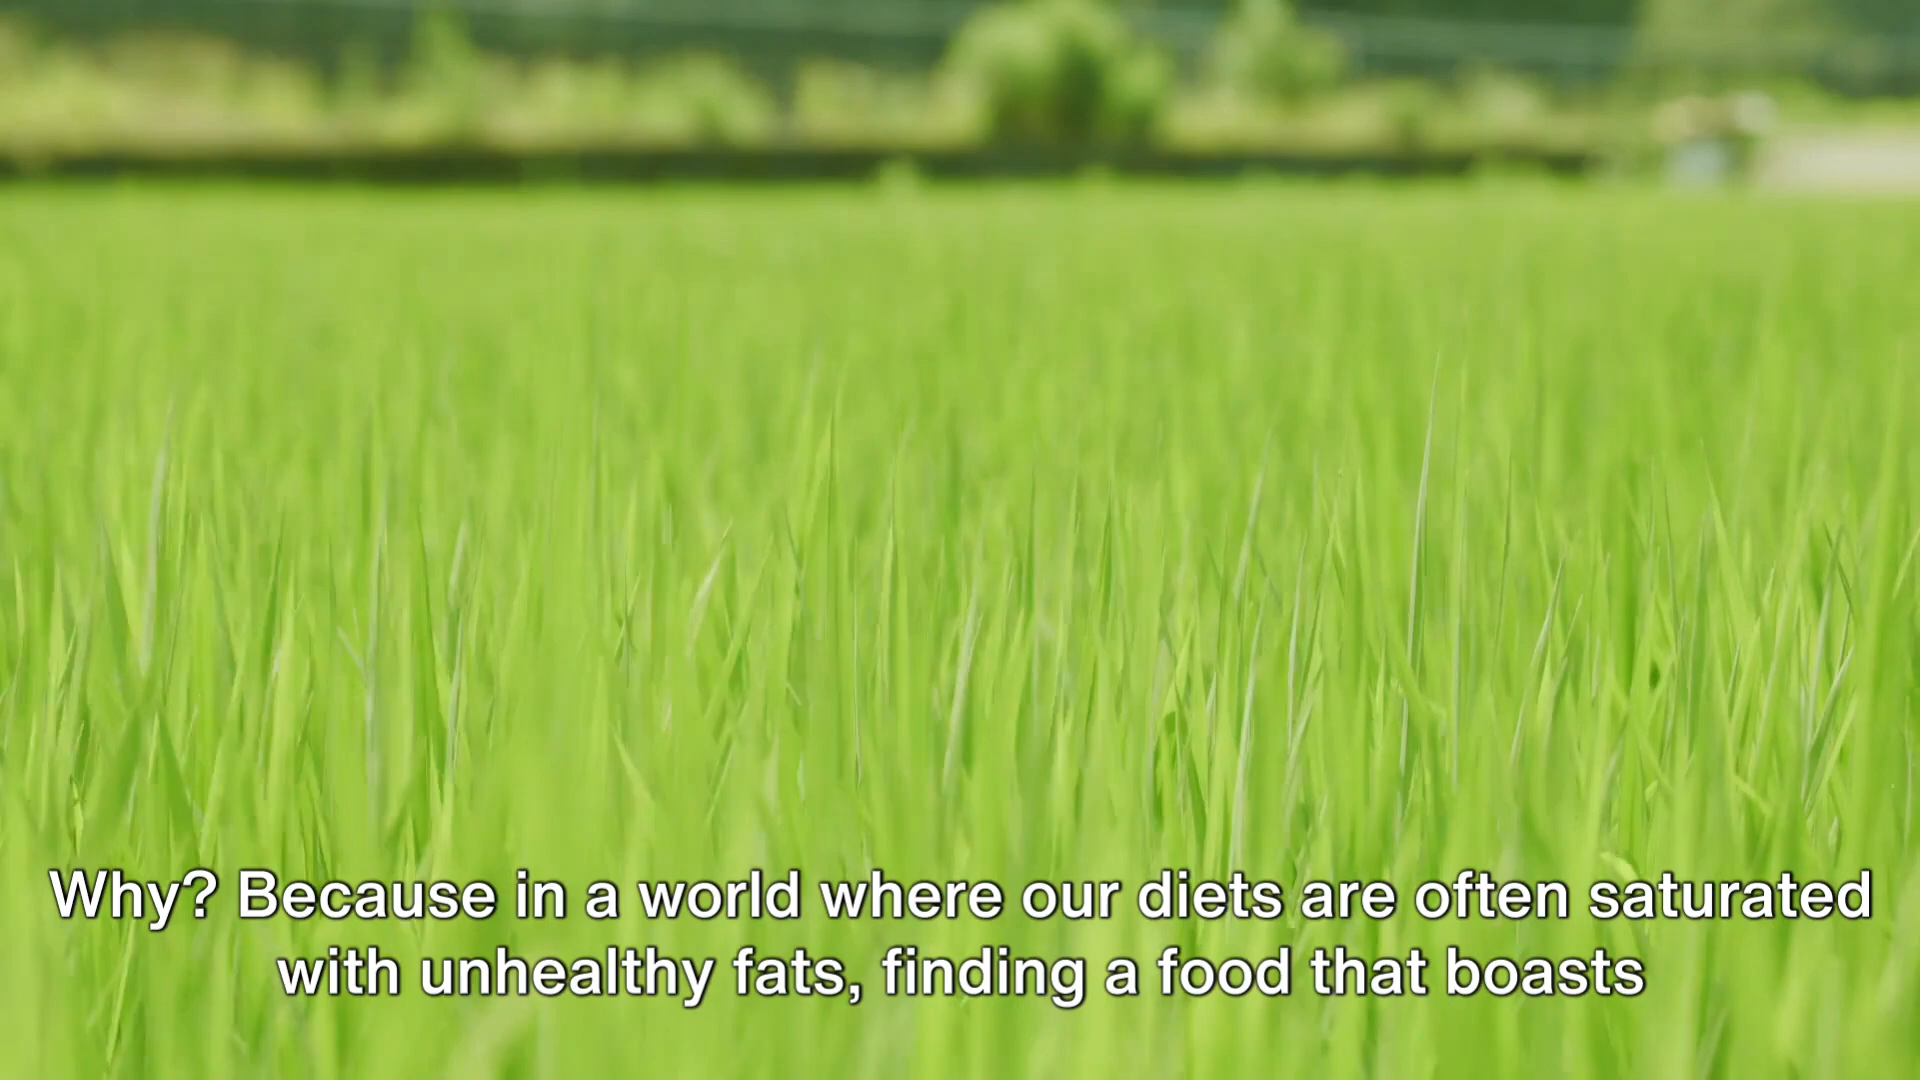 Why? Because in a world where our diets are often saturated
with unhealthy fats, finding a food that boasts